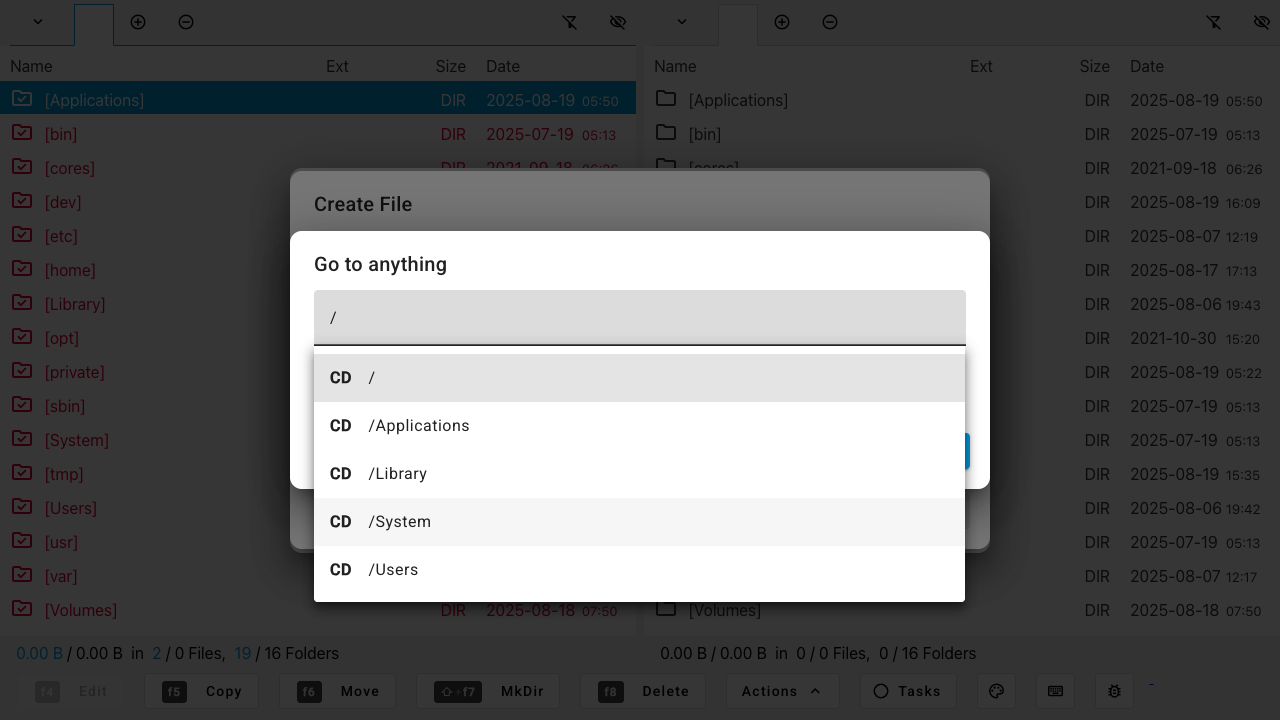 Name Ext Size Date
Name Ext Size Date
[Applications] DIR 2025-08-19 05:50
[Applications] DIR 2025-08-19 05:50
[bin] DIR 2025-07-19 05:13
[bin] DIR 2025-07-19 05:13
[cores] DIR 2021-09-18 06:26
[cores] DIR 2021-09-18 06:26
[dev]
DIR 2025-08-19 16:09
[etc]
DIR 2025-08-07 12:19
[home]
DIR 2025-08-17 17:13
[Library]
DIR 2025-08-06 19:43
[opt]
DIR 2021-10-30 15:20
[private]
DIR 2025-08-19 05:22
[sbin]
DIR 2025-07-19 05:13
[System]
DIR 2025-07-19 05:13
[tmp]
DIR 2025-08-19 15:35
[Users]
DIR 2025-08-06 19:42
[usr]
DIR 2025-07-19 05:13
[var]
DIR 2025-08-07 12:17
[Volumes] DIR 2025-08-18 07:50
[Volumes] DIR 2025-08-18 07:50
Create File
Go to anything
/
CD /
CD /Applications
CD /Library
CD /System
CD /Users
0.00 B / 0.00 B in 2 / 0 Files, 19 / 16 Folders
0.00 B / 0.00 B in 0 / 0 Files, 0 / 16 Folders
f4 Edit f5 Copy f6 Move ⇧+f7 MkDir f8 Delete Actions Tasks -